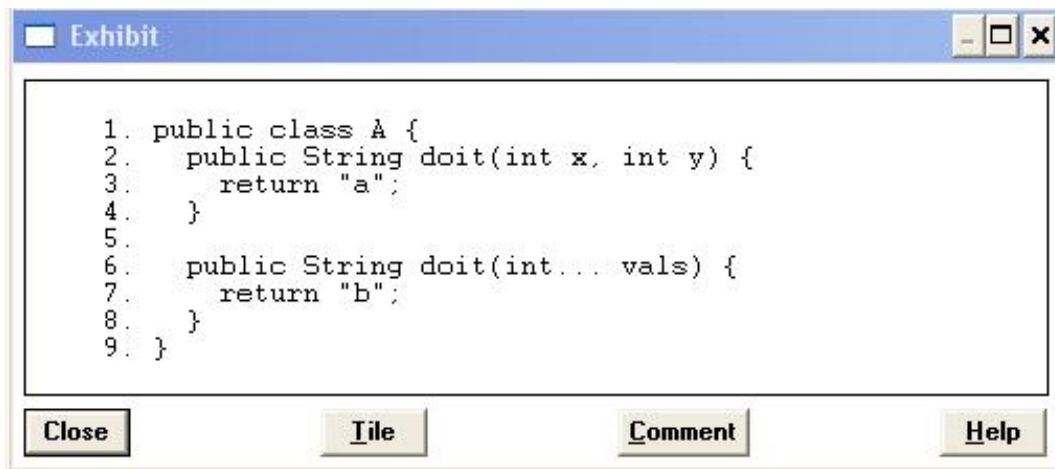 Exhibit
1. public class A {
2. public String doit(int x, int y) {
3. return "a";
4. }
5.
6. public String doit(int... vals) {
7. return "b";
8. }
9. }
Close Tile Comment Help